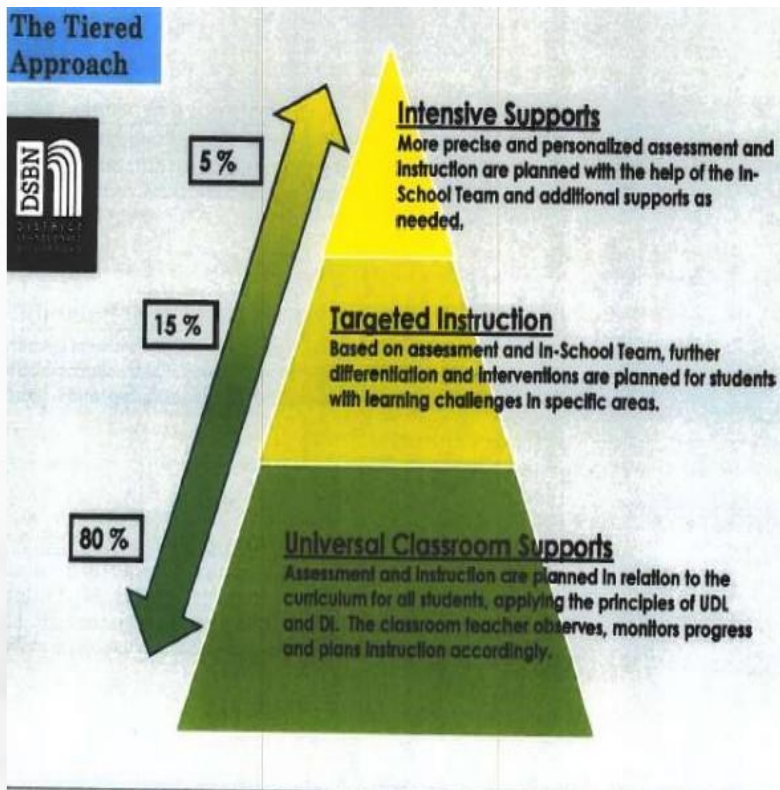 The Tiered
Approach
DSBN
DISTRICT
5 %
Intensive Supports
More precise and personalized assessment and
instruction are planned with the help of the In-
School Team and additional supports as
needed.
15 %
Targeted Instruction
Based on assessment and In-School Team, further
differentiation and interventions are planned for students
with learning challenges in specific areas.
80 %
Universal Classroom Supports
Assessment and instruction are planned in relation to the
curriculum for all students, applying the principles of UDL
and DI. The classroom teacher observes, monitors progress
and plans instruction accordingly.